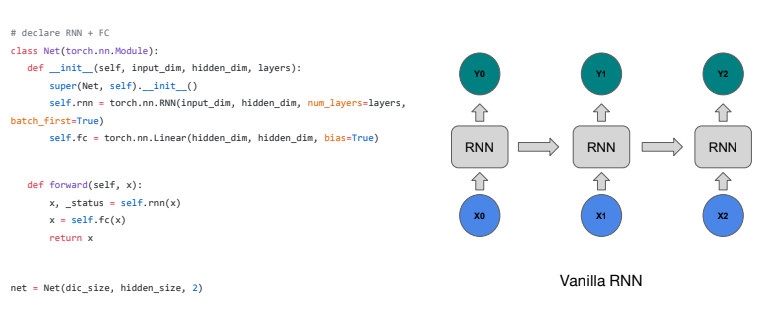 # declare RNN + FC
class Net(torch.nn.Module):
    def __init__(self, input_dim, hidden_dim, layers):
        super(Net, self).__init__()
        self.rnn = torch.nn.RNN(input_dim, hidden_dim, num_layers=layers,
batch_first=True)
        self.fc = torch.nn.Linear(hidden_dim, hidden_dim, bias=True)
    def forward(self, x):
        x, _status = self.rnn(x)
        x = self.fc(x)
        return x
net = Net(dic_size, hidden_size, 2)
Y0 Y1 Y2
RNN RNN RNN
X0 X1 X2
Vanilla RNN